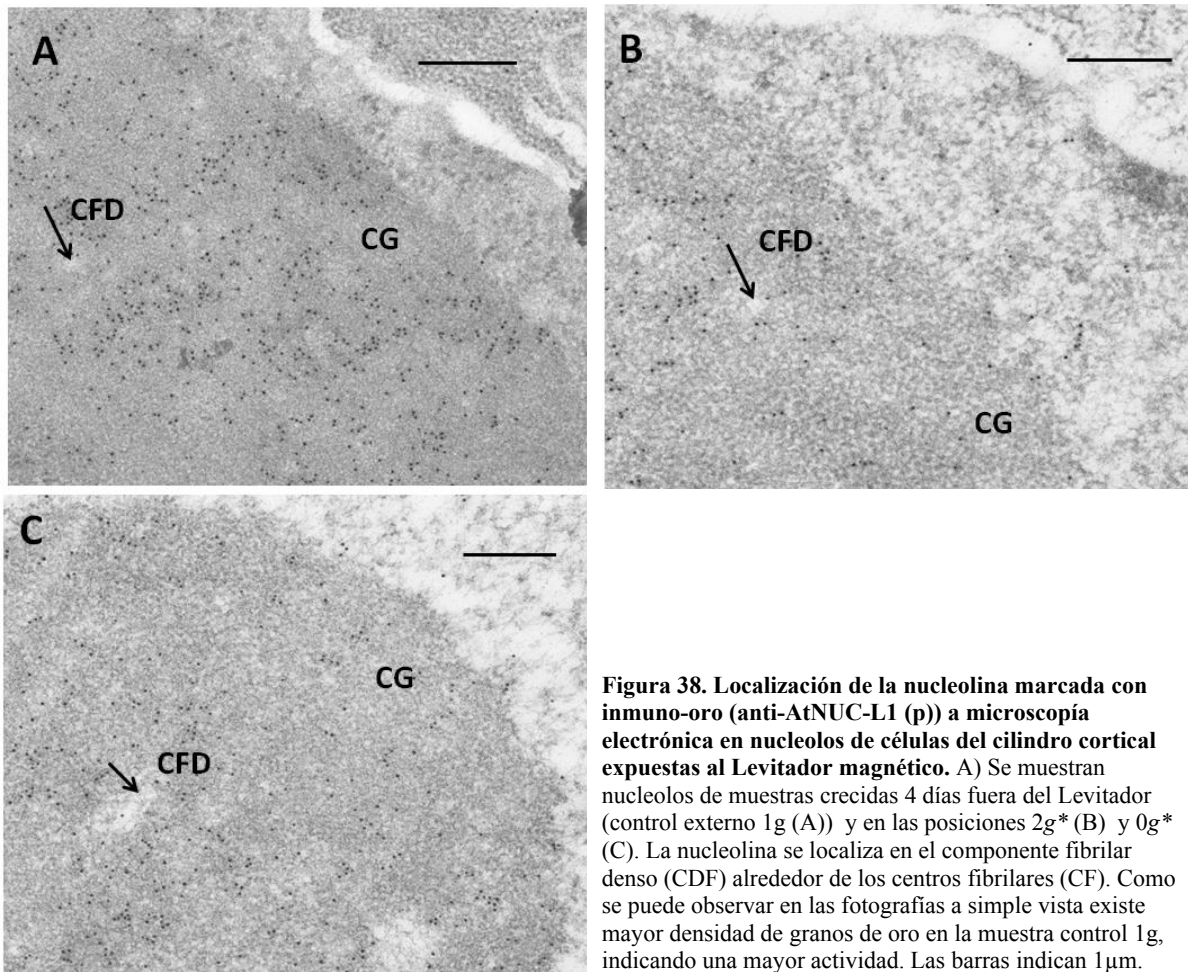 A
CFD
CG
B
CFD
CG
C
CG
CFD
Figura 38. Localización de la nucleolina marcada con
inmuno-oro (anti-AtNUC-L1 (p)) a microscopía
electrónica en nucleolos de células del cilindro cortical
expuestas al Levitador magnético. A) Se muestran
nucleolos de muestras crecidas 4 días fuera del Levitador
(control externo 1g (A)) y en las posiciones 2g* (B) y 0g*
(C). La nucleolina se localiza en el componente fibrilar
denso (CDF) alrededor de los centros fibrilares (CF). Como
se puede observar en las fotografías a simple vista existe
mayor densidad de granos de oro en la muestra control 1g,
indicando una mayor actividad. Las barras indican 1µm.